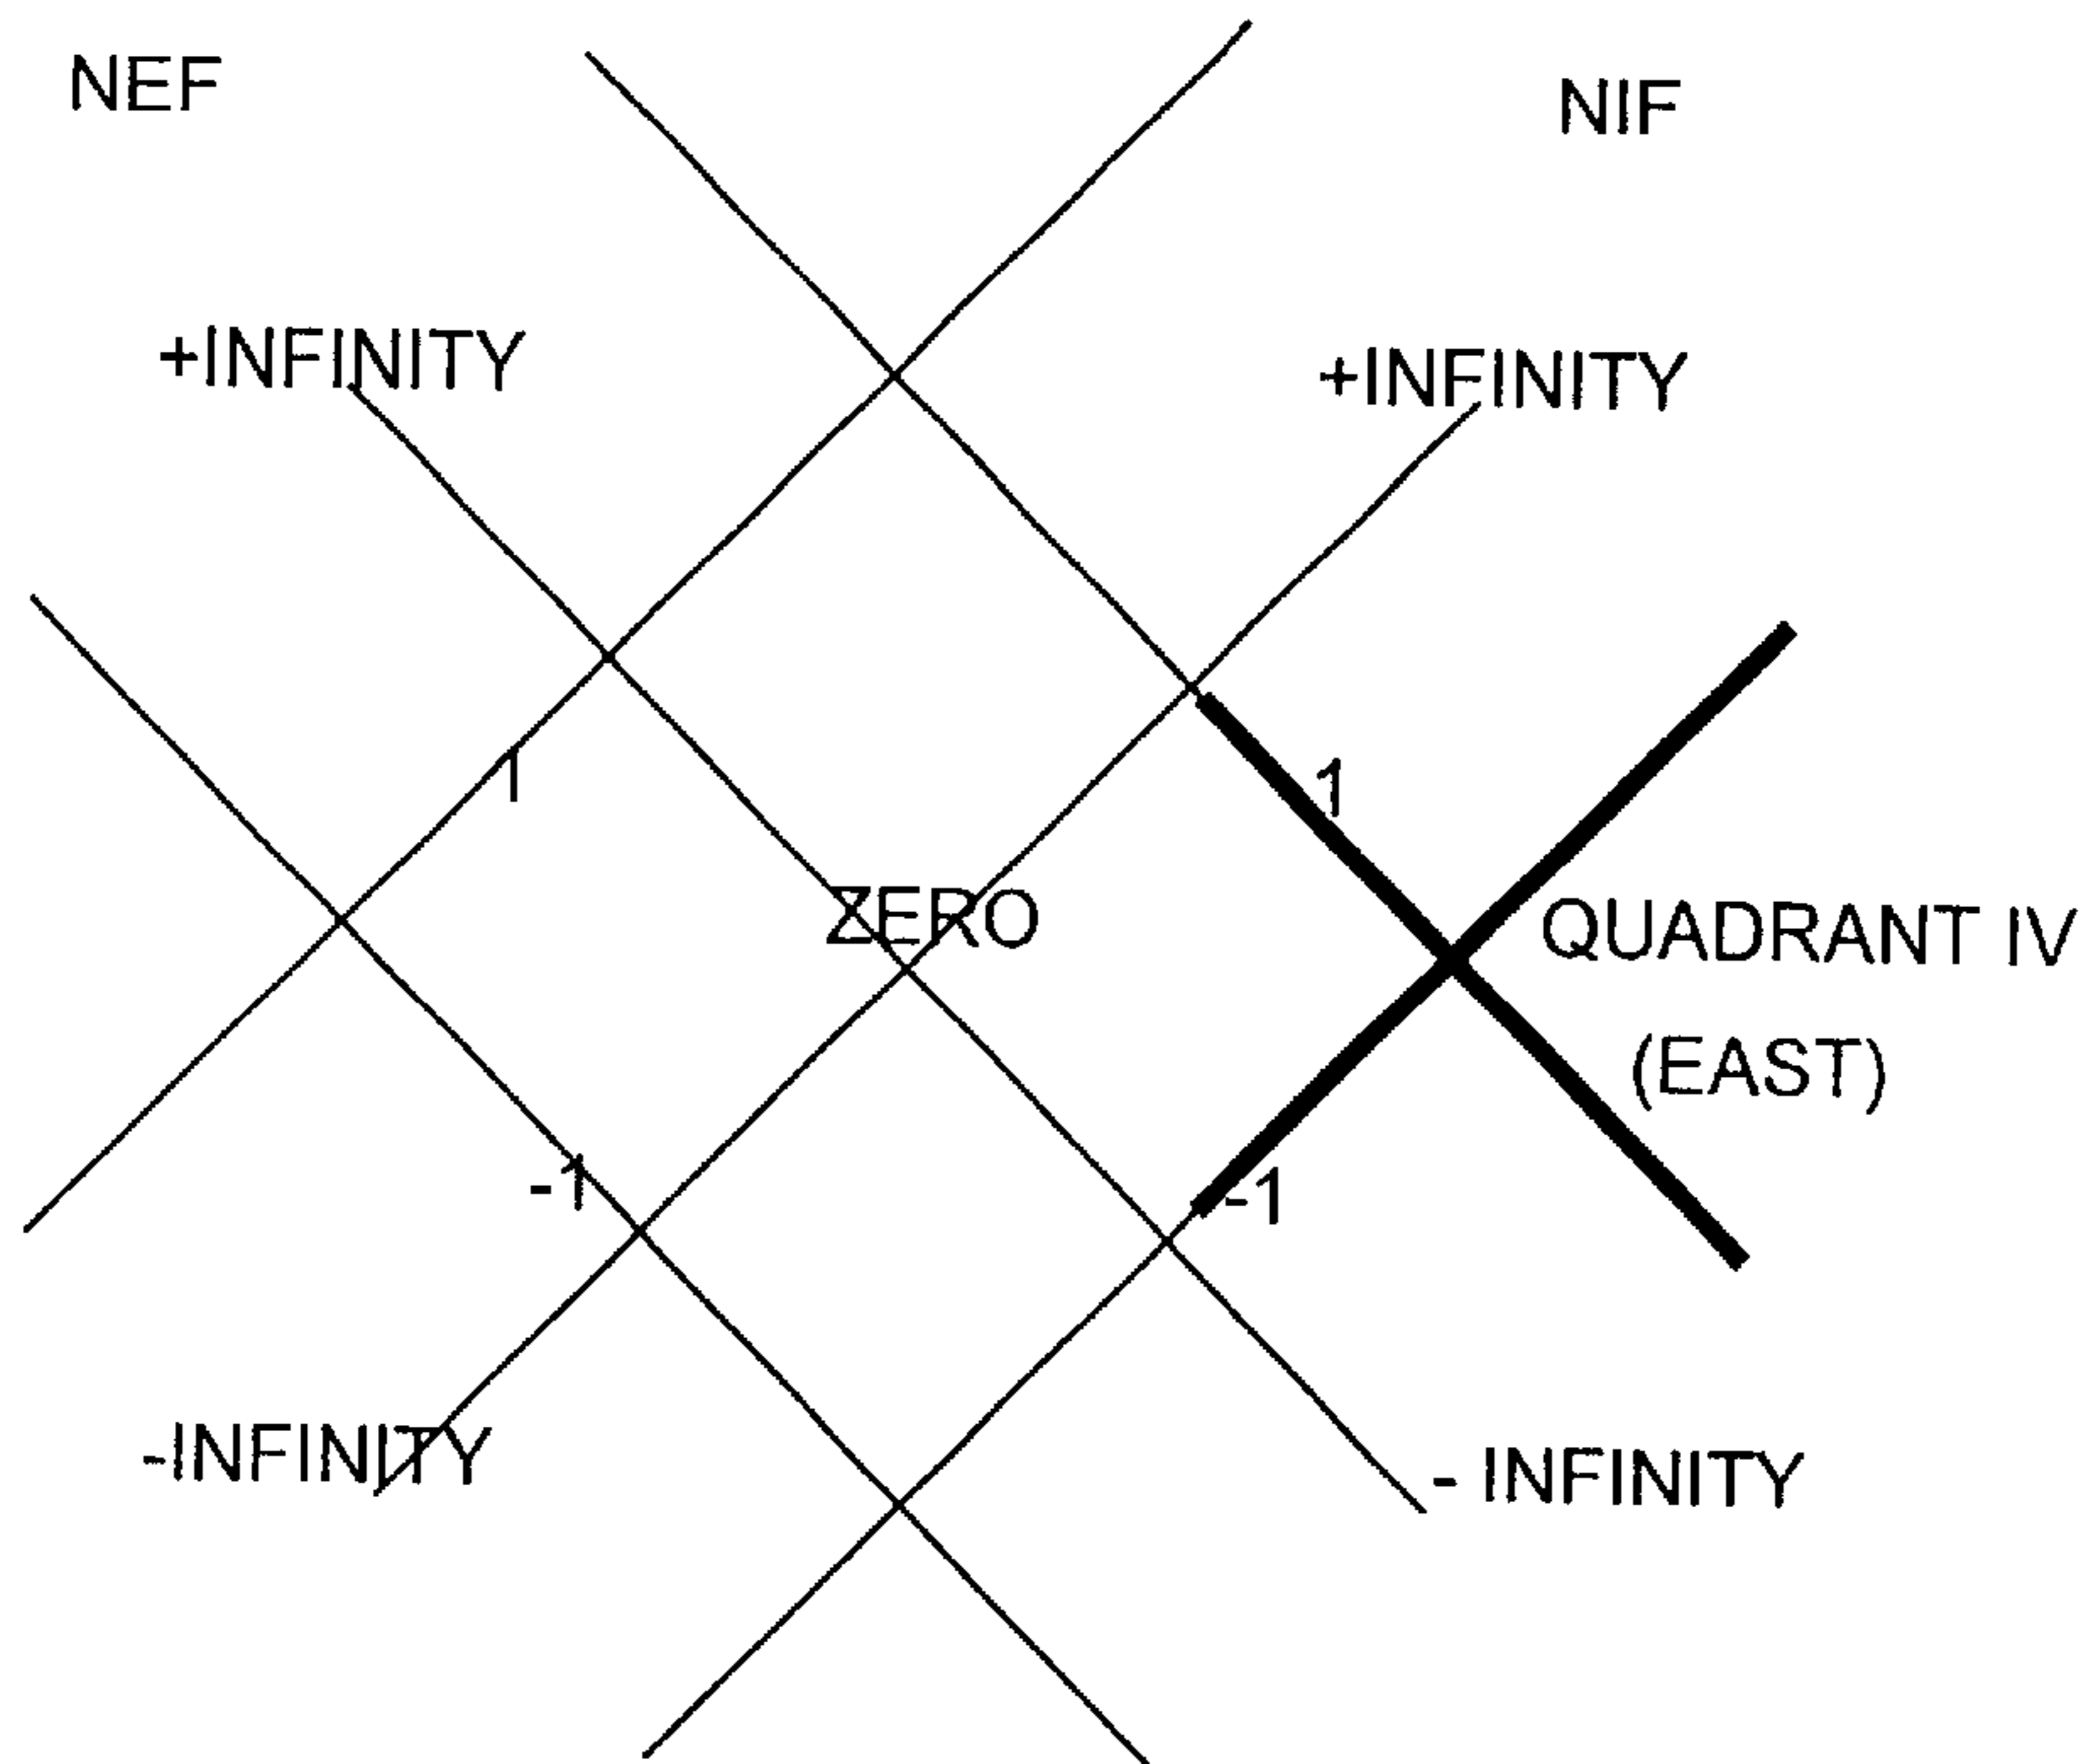 NEF
NIF
+INFINITY
+INFINITY
1
1
ZERO
QUADRANT IV
(EAST)
-1
-1
-INFINITY
- INFINITY